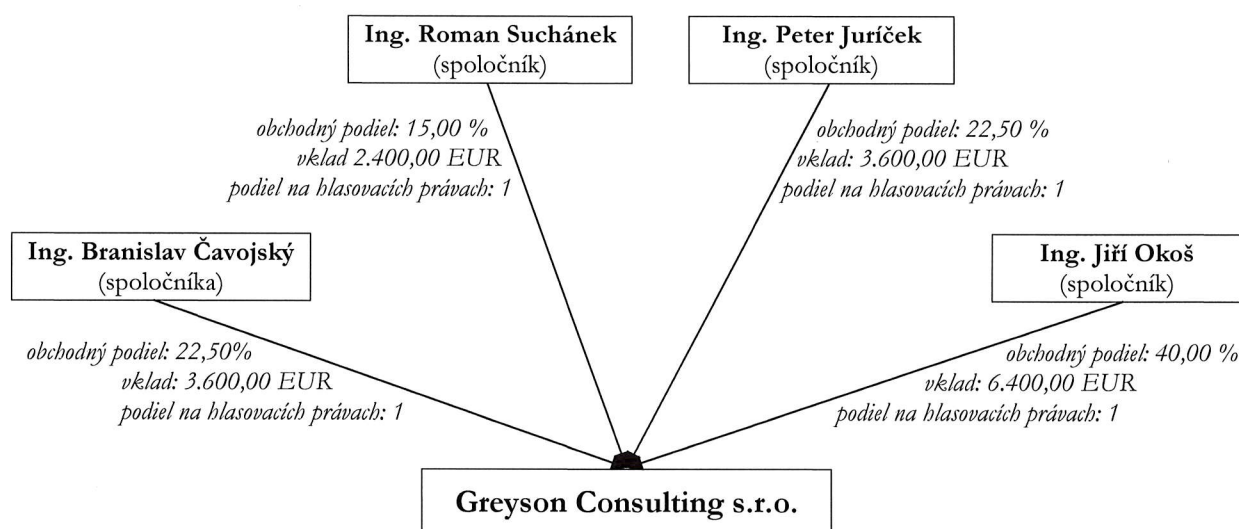 Ing. Roman Suchánek
(spoločník)
Ing. Peter Juríček
(spoločník)
obchodný podiel: 15,00 %
vklad 2.400,00 EUR
podiel na hlasovacích právach: 1
obchodný podiel: 22,50 %
vklad: 3.600,00 EUR
podiel na hlasovacích právach: 1
Ing. Branislav Čavojský
(spoločníka)
Ing. Jiří Okoš
(spoločník)
obchodný podiel: 22,50%
vklad: 3.600,00 EUR
podiel na hlasovacích právach: 1
obchodný podiel: 40,00 %
vklad: 6.400,00 EUR
podiel na hlasovacích právach: 1
Greyson Consulting s.r.o.